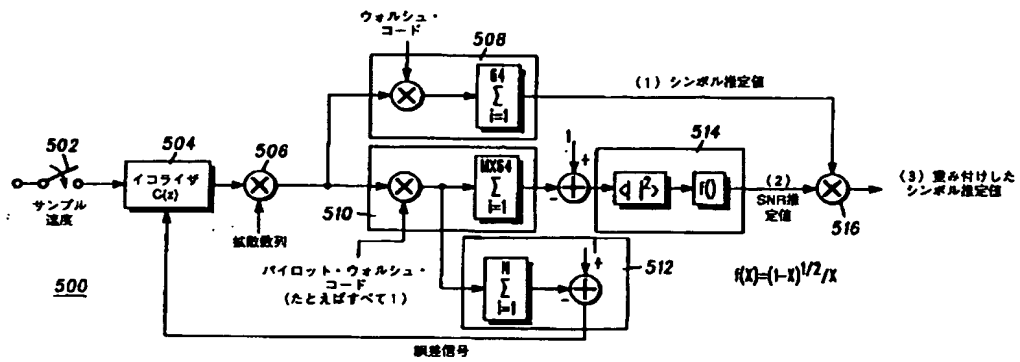 ウォルシュ・
コード
508
64
Σ
i=1
(1) シンボル推定値
502
504
506
イコライザ
C(z)
サンプル
速度
拡散数列
510
MX64
Σ
i=1
1
+
-
514
<| |²>
f()
(2)
SNR推
定値
516
(3) 重み付けした
シンボル推定値
パイロット・ウォルシュ・
コード
(たとえばすべて1)
N
Σ
i=1
1
+
-
512
f(X)=(1-X)^1/2/X
500
誤差信号